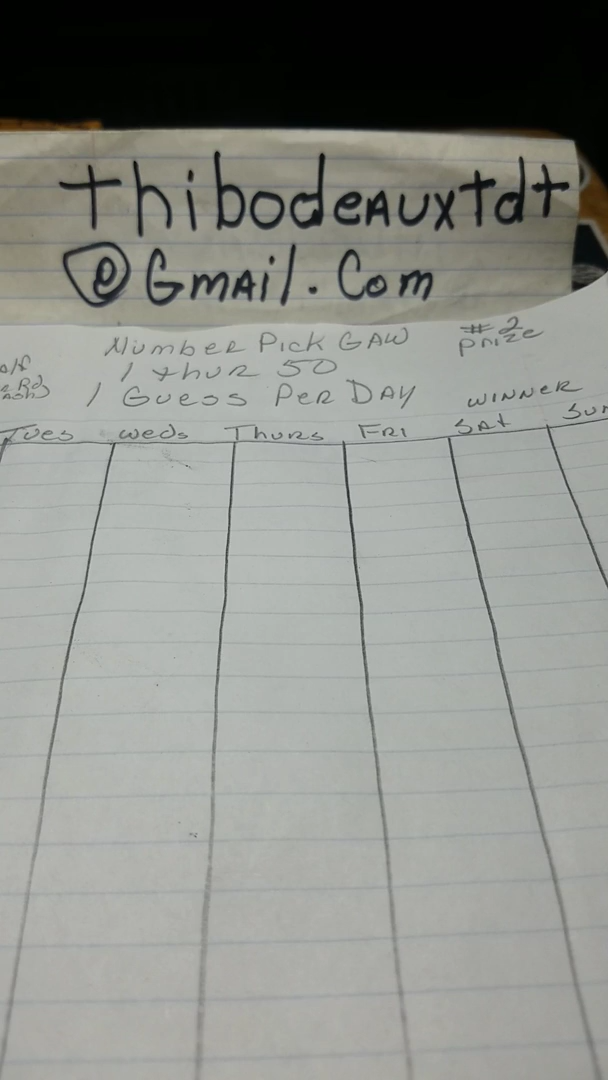 thibodeAUxtdt
@GmAil.Com
Number Pick GAW
#2 prize
1 thur 50
1 Guess Per DAY
WINNER
Tues weds Thurs FRI SAt Sun